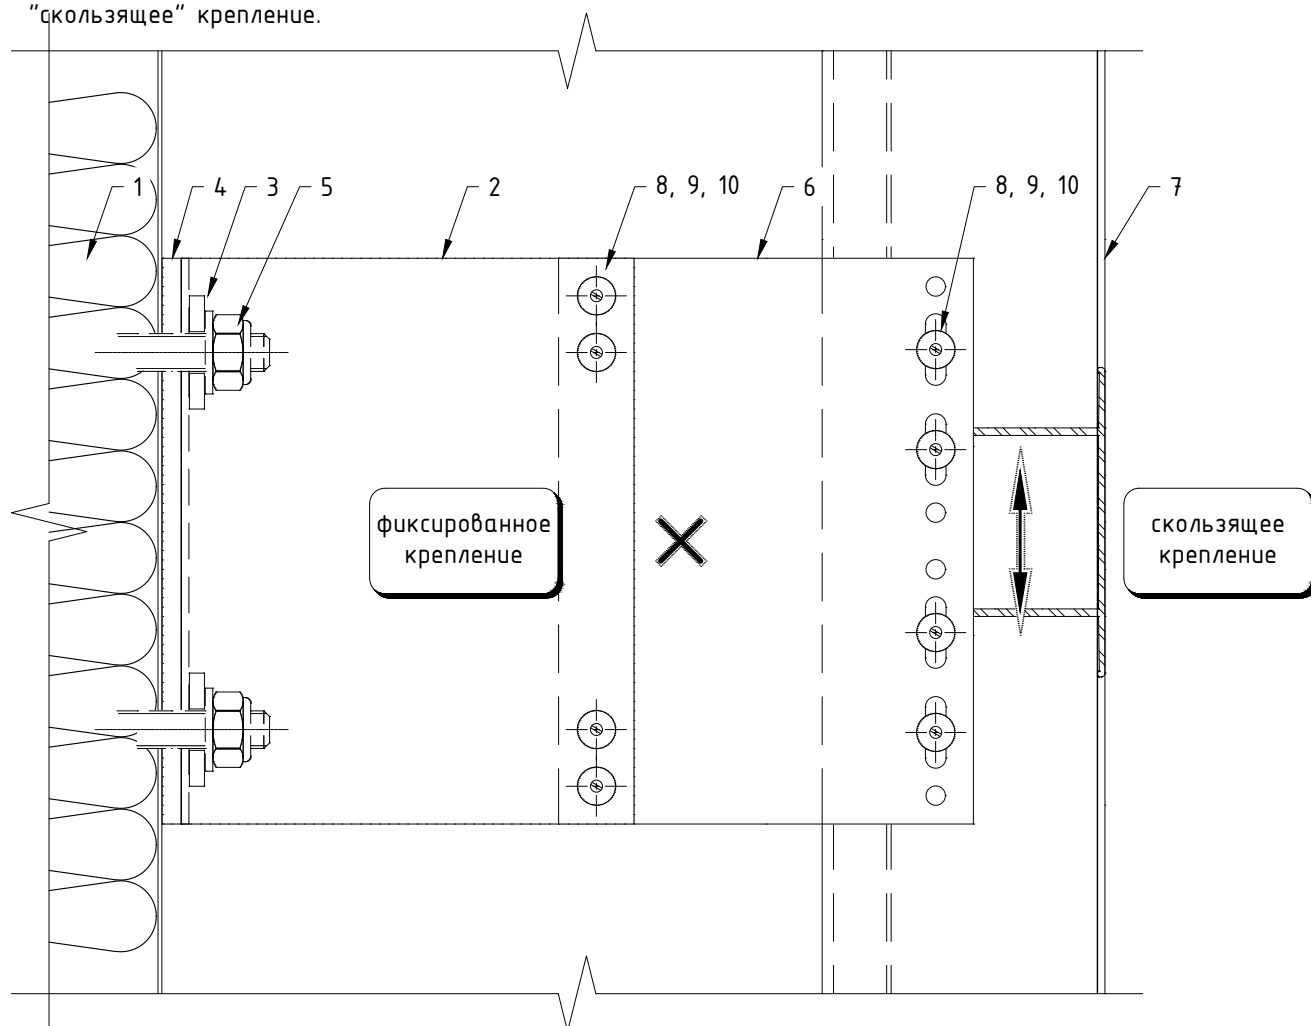 "скользящее" крепление.
1 4 3 5 2 8, 9, 10 6 8, 9, 10 7
фиксированное
крепление
скользящее
крепление